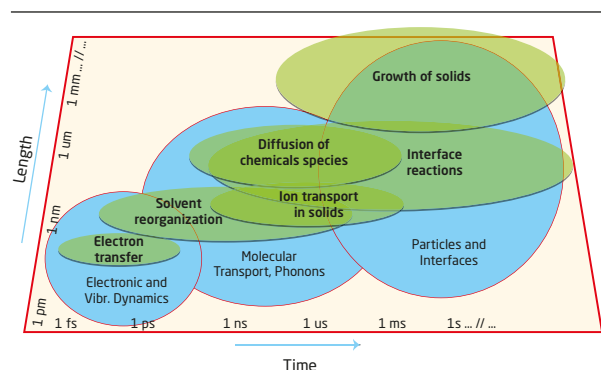 Growth of solids
Diffusion of
chemicals species
Interface
reactions
Solvent
reorganization
Ion transport
in solids
Electron
transfer
Electronic and
Vibr. Dynamics
Molecular
Transport, Phonons
Particles and
Interfaces
Length
1 mm ... // ...
1 um
1 nm
1 pm
1 fs
1 ps
1 ns
1 us
1 ms
1s ... // ...
Time